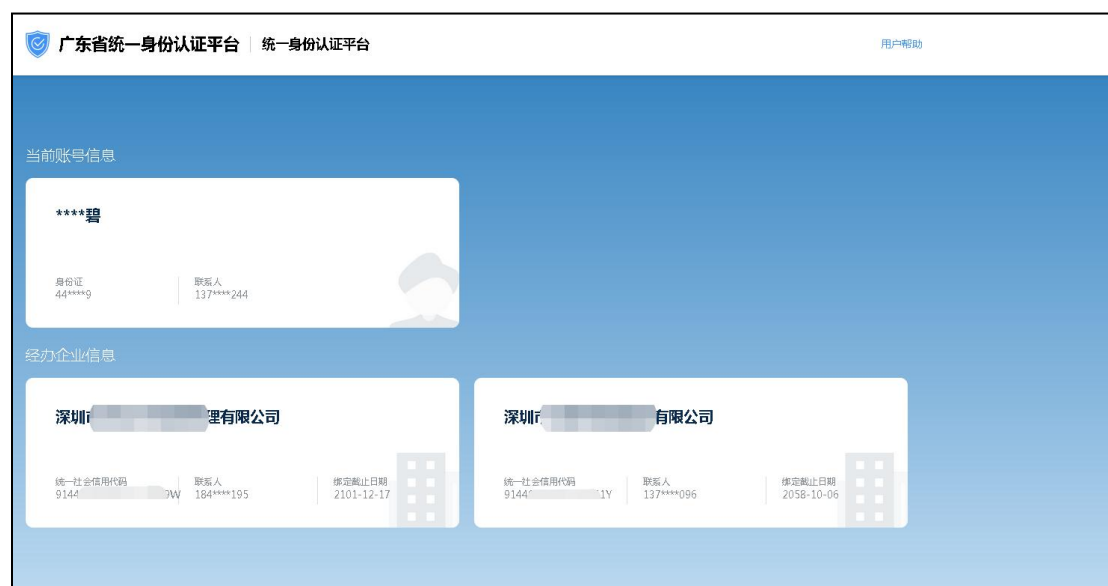 广东省统一身份认证平台 统一身份认证平台 用户帮助
当前账号信息
****碧
身份证 联系人
44****9 137****244
经办企业信息
深圳 理有限公司 深圳 有限公司
统一社会信用代码 联系人 绑定截止日期 统一社会信用代码 联系人 绑定截止日期
9144 9W 184****195 2101-12-17 9144 1Y 137****096 2058-10-06